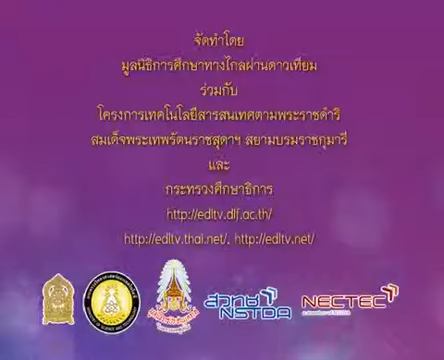 จัดทำโดย
มูลนิธิการศึกษาทางไกลผ่านดาวเทียม
ร่วมกับ
โครงการเทคโนโลยีสารสนเทศตามพระราชดำริ
สมเด็จพระเทพรัตนราชสุดาฯ สยามบรมราชกุมารี
และ
กระทรวงศึกษาธิการ
http://edltv.dlf.ac.th/
http://edltv.thai.net/, http://edltv.net/
สวทช NECTEC
NSTDA